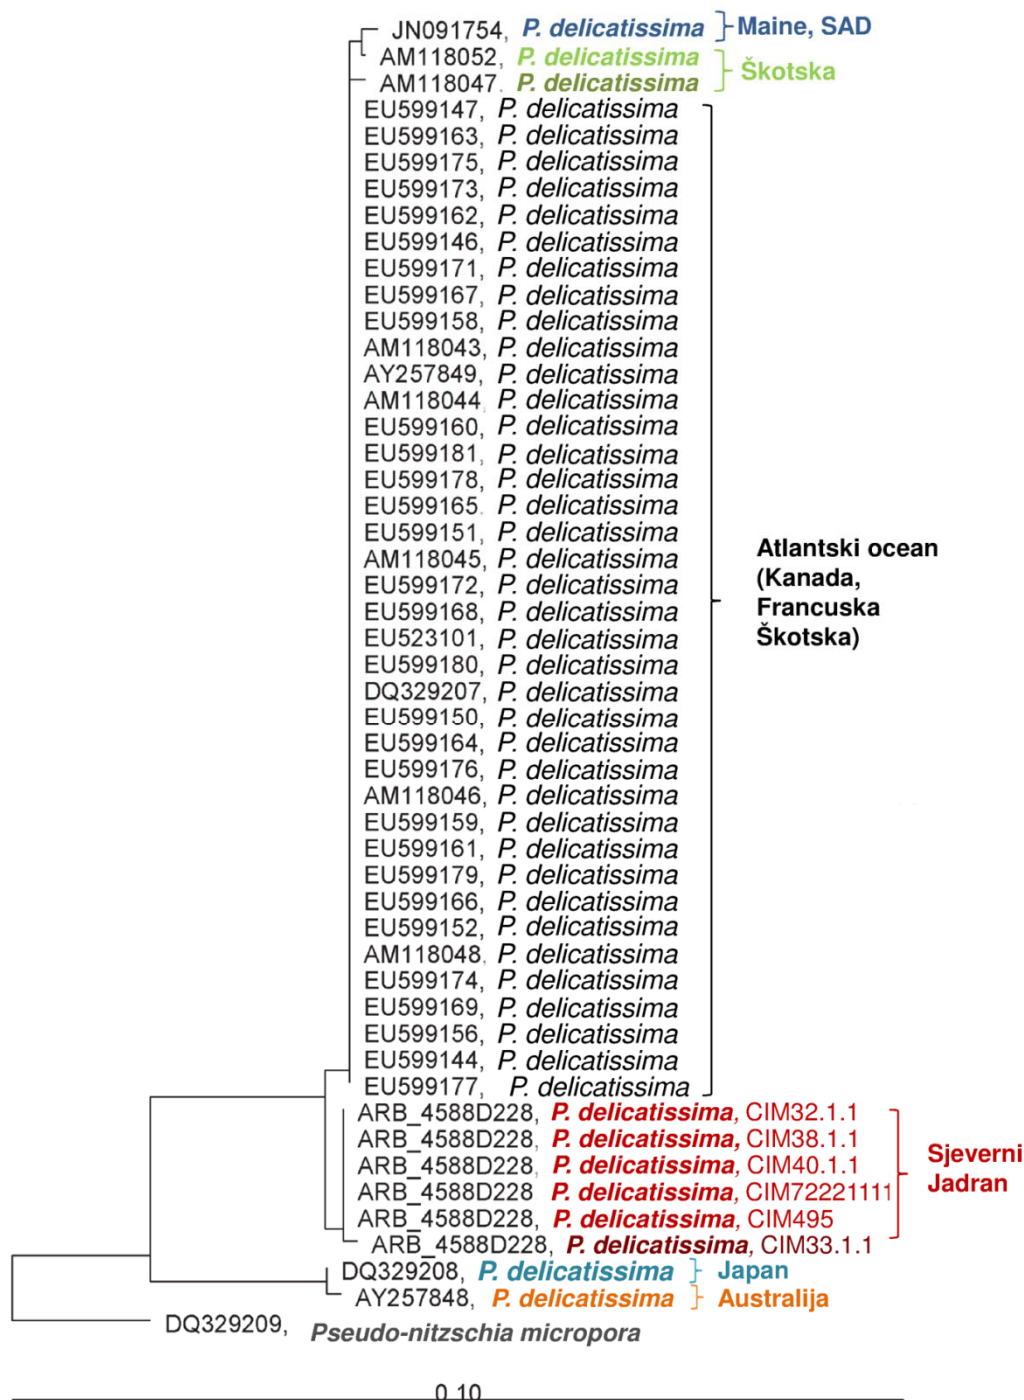 JN091754, P. delicatissima Maine, SAD
AM118052, P. delicatissima
Škotska
AM118047. P. delicatissima
EU599147, P. delicatissima
EU599163, P. delicatissima
EU599175, P. delicatissima
EU599173, P. delicatissima
EU599162, P. delicatissima
EU599146, P. delicatissima
EU599171, P. delicatissima
EU599167, P. delicatissima
EU599158, P. delicatissima
AM118043, P. delicatissima
AY257849, P. delicatissima
AM118044, P. delicatissima
EU599160, P. delicatissima
EU599181, P. delicatissima
EU599178, P. delicatissima
EU599165. P. delicatissima
EU599151, P. delicatissima
AM118045, P. delicatissima
EU599172, P. delicatissima
EU599168, P. delicatissima
EU523101, P. delicatissima
EU599180, P. delicatissima
DQ329207, P. delicatissima
EU599150, P. delicatissima
EU599164, P. delicatissima
EU599176, P. delicatissima
AM118046, P. delicatissima
EU599159, P. delicatissima
EU599161, P. delicatissima
EU599179, P. delicatissima
EU599166, P. delicatissima
EU599152, P. delicatissima
AM118048, P. delicatissima
EU599174, P. delicatissima
EU599169, P. delicatissima
EU599156, P. delicatissima
EU599144, P. delicatissima
EU599177, P. delicatissima
Atlantski ocean
(Kanada,
Francuska
Škotska)
ARB_4588D228, P. delicatissima, CIM32.1.1
ARB_4588D228, P. delicatissima, CIM38.1.1
ARB_4588D228, P. delicatissima, CIM40.1.1
ARB_4588D228 P. delicatissima, CIM72221111
ARB_4588D228, P. delicatissima, CIM495
ARB_4588D228, P. delicatissima, CIM33.1.1
Sjeverni
Jadran
DQ329208, P. delicatissima Japan
AY257848, P. delicatissima Australija
DQ329209, Pseudo-nitzschia micropora
0.10